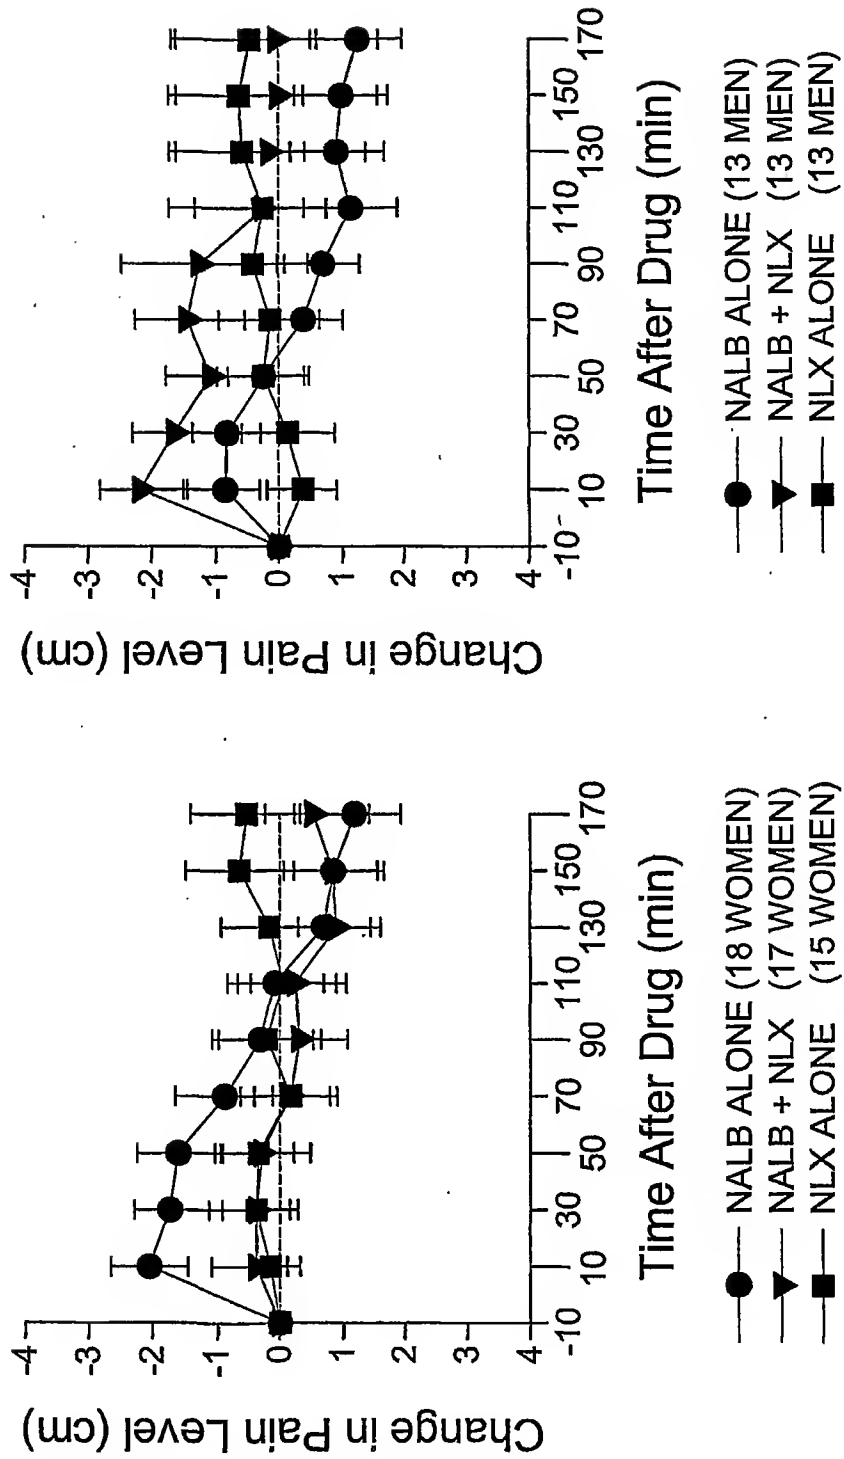 Change in Pain Level (cm)
-4
-3
-2
-1
0
1
2
3
4
-10 10 30 50 70 90 110 130 150 170
Time After Drug (min)
NALB ALONE (18 WOMEN)
NALB + NLX (17 WOMEN)
NLX ALONE (15 WOMEN)
Change in Pain Level (cm)
-4
-3
-2
-1
0
1
2
3
4
-10 10 30 50 70 90 110 130 150 170
Time After Drug (min)
NALB ALONE (13 MEN)
NALB + NLX (13 MEN)
NLX ALONE (13 MEN)